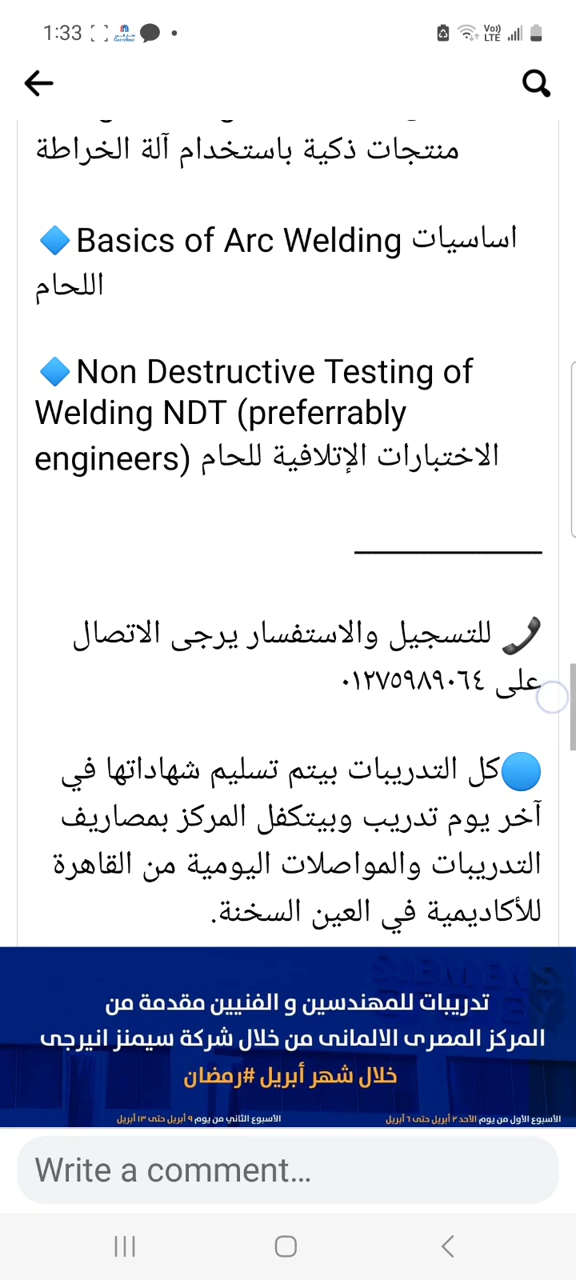 1:33
Vo)) LTE
منتجات ذكية باستخدام آلة الخراطة
🔷Basics of Arc Welding اساسيات
اللحام
🔷Non Destructive Testing of
Welding NDT (preferrably
engineers) الاختبارات الإتلافية للحام
📞 للتسجيل والاستفسار يرجى الاتصال
على ٠١٢٧٥٩٨٩٠٦٤
🔵كل التدريبات بيتم تسليم شهاداتها في
آخر يوم تدريب وبيتكفل المركز بمصاريف
التدريبات والمواصلات اليومية من القاهرة
للأكاديمية في العين السخنة.
SIEMENS
تدريبات للمهندسين و الفنيين مقدمة من
المركز المصرى الالمانى من خلال شركة سيمنز انيرجى
خلال شهر أبريل #رمضان
الأسبوع الأول من يوم الأحد ٢ أبريل حتى ٦ أبريل
الأسبوع الثاني من يوم ٩ أبريل حتى ١٣ أبريل
Write a comment...